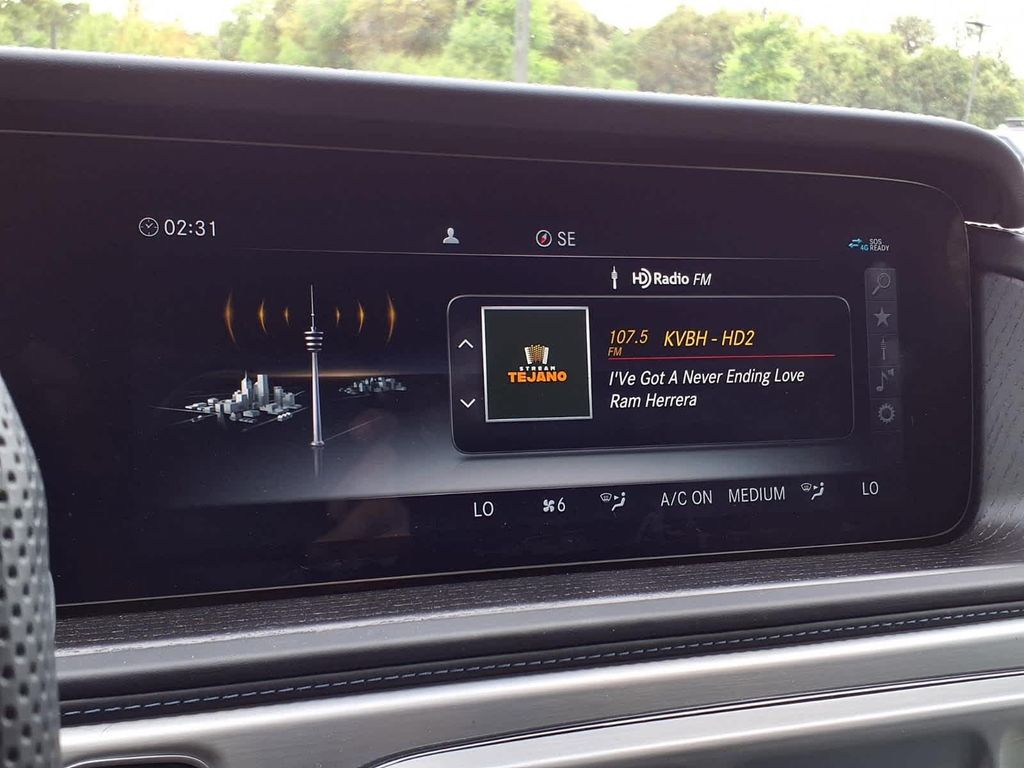 02:31
SE
SOS
4G READY
HD Radio FM
107.5 KVBH - HD2
FM
STREAM
TEJANO
I'Ve Got A Never Ending Love
Ram Herrera
LO 6 A/C ON MEDIUM LO